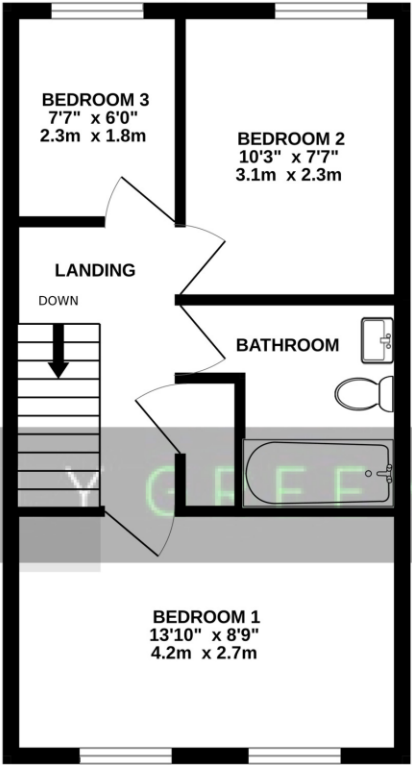 BEDROOM 3
7'7" x 6'0"
2.3m x 1.8m
BEDROOM 2
10'3" x 7'7"
3.1m x 2.3m
LANDING
DOWN
BATHROOM
BEDROOM 1
13'10" x 8'9"
4.2m x 2.7m